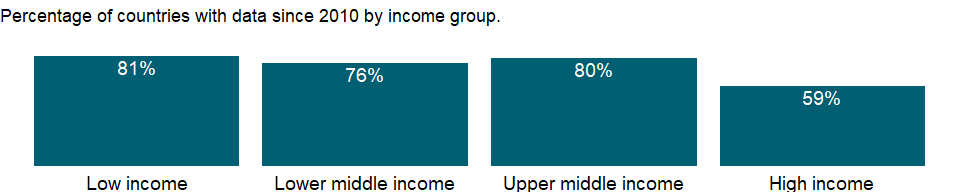 Percentage of countries with data since 2010 by income group.
81%
76%
80%
59%
Low income
Lower middle income
Upper middle income
High income